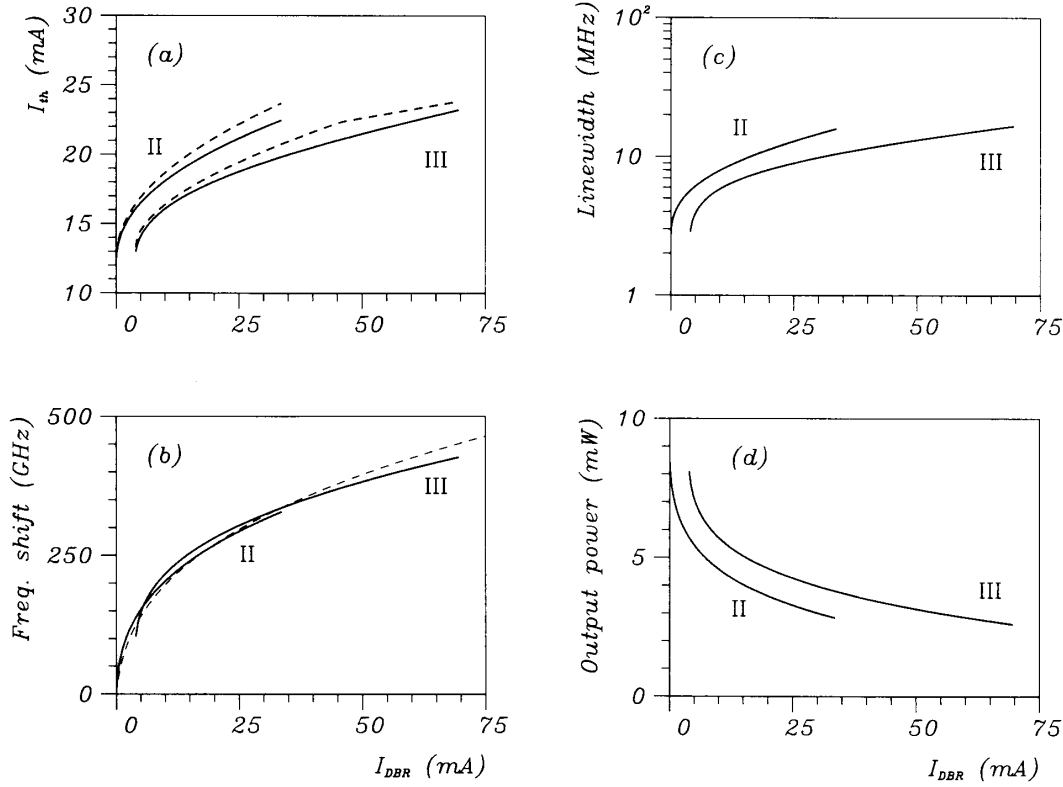 I_th (mA)
30
25
20
15
10
(a)
II
III
0 25 50 75
Linewidth (MHz)
10²
10
1
(c)
II
III
0 25 50 75
Freq. shift (GHz)
500
250
0
(b)
II
III
0 25 50 75
I_DBR (mA)
Output power (mW)
10
5
0
(d)
II
III
0 25 50 75
I_DBR (mA)